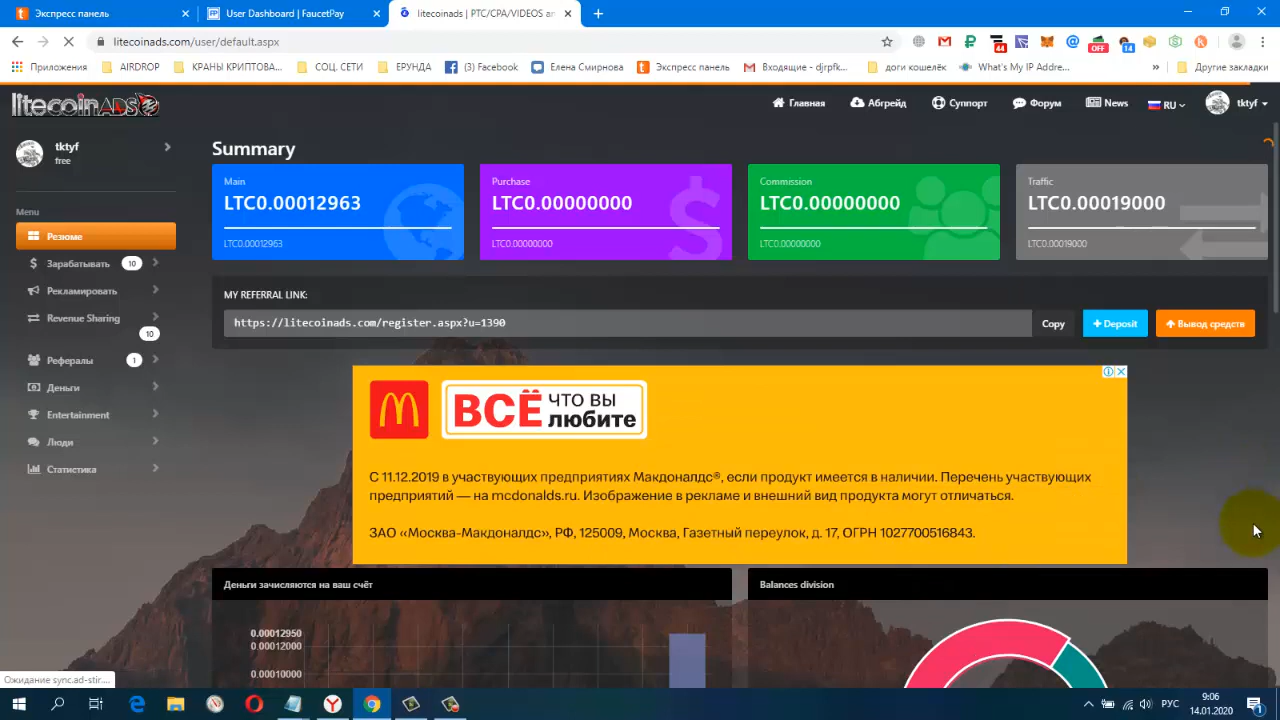 Экспресс панель
User Dashboard | FaucetPay
litecoinads | PTC/CPA/VIDEOS an
litecoinads.com/user/default.aspx
44
OFF
14
Приложения
AIRDROP
КРАНЫ КРИПТОВА...
СОЦ. СЕТИ
ЕРУНДА
(3) Facebook
Елена Смирнова
Экспресс панель
Входящие - djrpfk...
доги кошелёк
What's My IP Addre...
»
Другие закладки
litecoinADS
Главная
Абгрейд
Суппорт
Форум
News
RU
tktyf
tktyf
free
Menu
Резюме
Зарабатывать 10
Рекламировать
Revenue Sharing
10
Рефералы 1
Деньги
Entertainment
Люди
Статистика
Summary
Main
LTC0.00012963
LTC0.00012963
Purchase
LTC0.00000000
LTC0.00000000
Commission
LTC0.00000000
LTC0.00000000
Traffic
LTC0.00019000
LTC0.00019000
MY REFERRAL LINK:
https://litecoinads.com/register.aspx?u=1390
Copy
+ Deposit
Вывод средств
ВСЁ ЧТО ВЫ
любите
С 11.12.2019 в участвующих предприятиях Макдоналдс®, если продукт имеется в наличии. Перечень участвующих
предприятий — на mcdonalds.ru. Изображение в рекламе и внешний вид продукта могут отличаться.
ЗАО «Москва-Макдоналдс», РФ, 125009, Москва, Газетный переулок, д. 17, ОГРН 1027700516843.
Деньги зачисляются на ваш счёт
0.00012950
0.00012000
0.00010000
Balances division
Ожидание sync.ad-stir....
РУС
9:06
14.01.2020
1